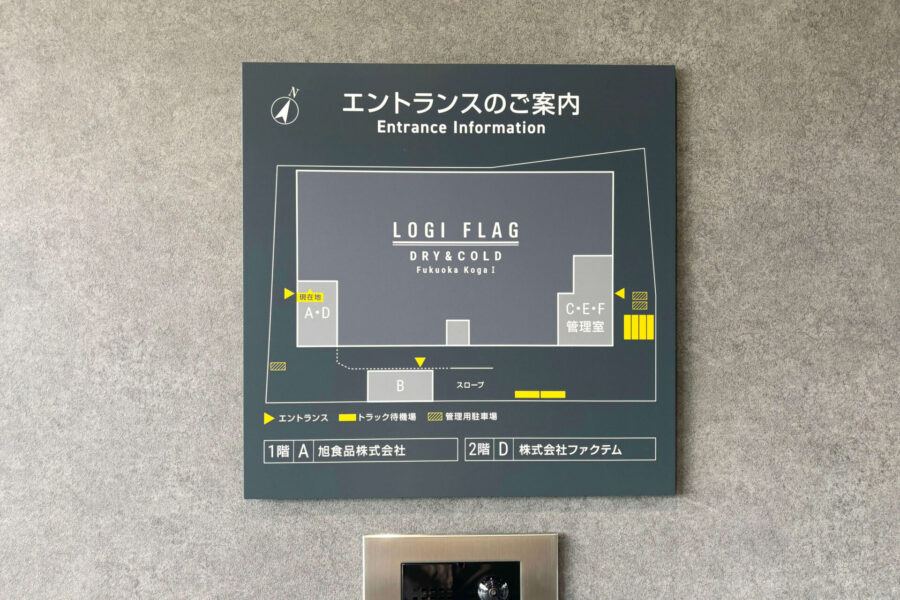 N
エントランスのご案内
Entrance Information
LOGI FLAG
DRY&COLD
Fukuoka Koga I
現在地
A・D
C・E・F
管理室
B
スロープ
エントランス トラック待機場 管理用駐車場
1階 A 旭食品株式会社 2階 D 株式会社ファクテム